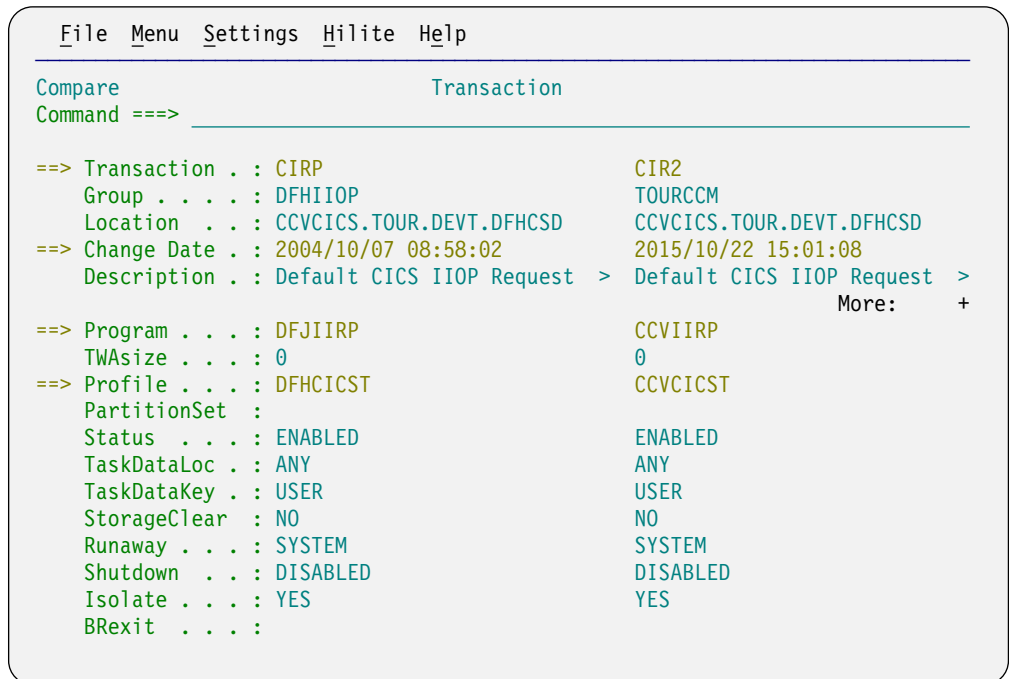 File Menu Settings Hilite Help
Compare Transaction
Command ===>
==> Transaction . : CIRP CIR2
Group . . . . : DFHIIOP TOURCCM
Location . . : CCVCICS.TOUR.DEVT.DFHCSD CCVCICS.TOUR.DEVT.DFHCSD
==> Change Date . : 2004/10/07 08:58:02 2015/10/22 15:01:08
Description . : Default CICS IIOP Request > Default CICS IIOP Request >
More: +
==> Program . . . : DFJIIRP CCVIIRP
TWAsize . . . : 0 0
==> Profile . . . : DFHCICST CCVCICST
PartitionSet :
Status . . . : ENABLED ENABLED
TaskDataLoc . : ANY ANY
TaskDataKey . : USER USER
StorageClear : NO NO
Runaway . . . : SYSTEM SYSTEM
Shutdown . . : DISABLED DISABLED
Isolate . . . : YES YES
BRexit . . . :